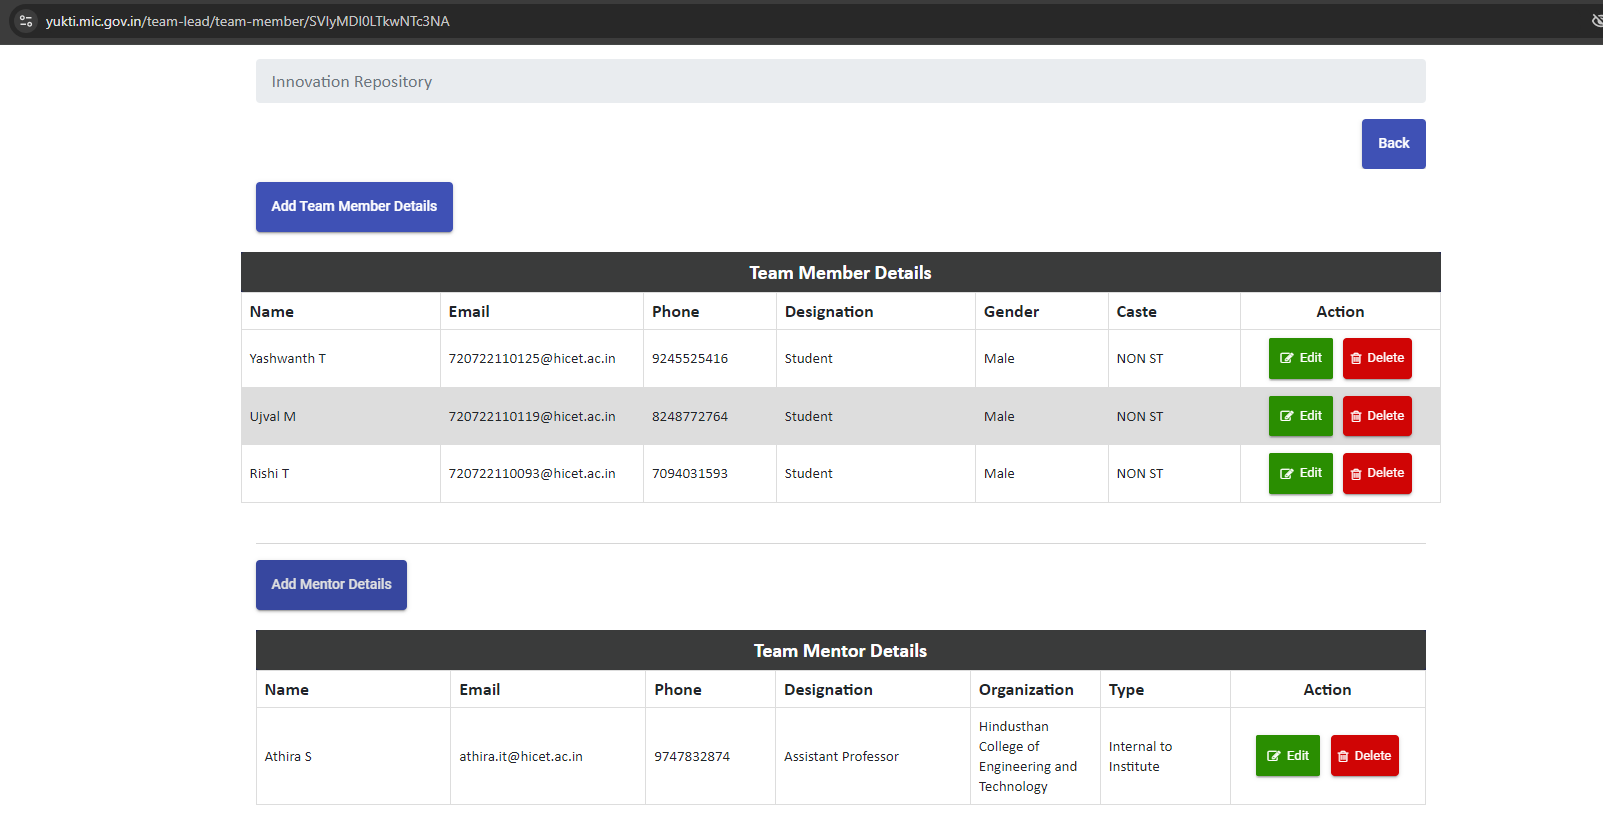 yukti.mic.gov.in/team-lead/team-member/SVIyMDI0LTkwNTc3NA
Innovation Repository
Back
Add Team Member Details
Team Member Details
Name Email Phone Designation Gender Caste Action
Yashwanth T 720722110125@hicet.ac.in 9245525416 Student Male NON ST Edit Delete
Ujval M 720722110119@hicet.ac.in 8248772764 Student Male NON ST Edit Delete
Rishi T 720722110093@hicet.ac.in 7094031593 Student Male NON ST Edit Delete
Add Mentor Details
Team Mentor Details
Name Email Phone Designation Organization Type Action
Athira S athira.it@hicet.ac.in 9747832874 Assistant Professor Hindusthan College of Engineering and Technology Internal to Institute Edit Delete